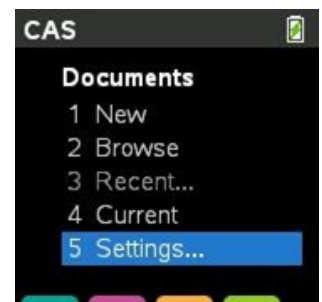 CAS
Documents
1 New
2 Browse
3 Recent...
4 Current
5 Settings...